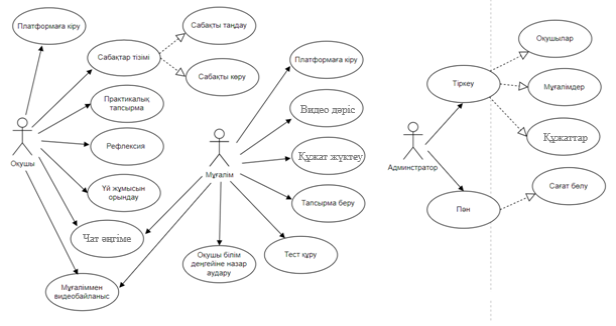 Платформаға кіру
Сабақтар тізімі
Сабақты таңдау
Сабақты көру
Практикалық
тапсырма
Рефлексия
Үй жұмысын
орындау
Чат әңгіме
Мұғаліммен
видеобайланыс
Оқушы
Мұғалім
Платформаға кіру
Видео дәріс
Құжат жүктеу
Тапсырма беру
Тест құру
Оқушы білім
деңгейіне назар
аудару
Админстратор
Тіркеу
Пән
Оқушылар
Мұғалімдер
Құжаттар
Сағат бөлу